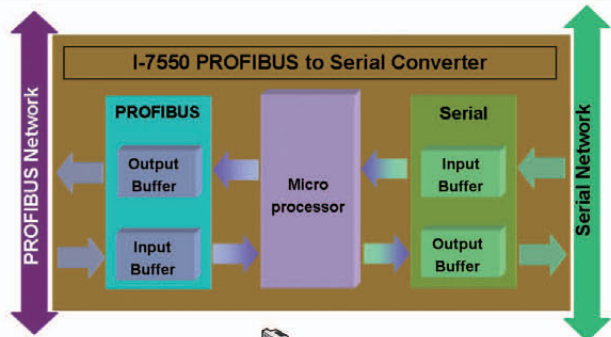 I-7550 PROFIBUS to Serial Converter
PROFIBUS Network
PROFIBUS
Output
Buffer
Input
Buffer
Micro
processor
Serial
Input
Buffer
Output
Buffer
Serial Network